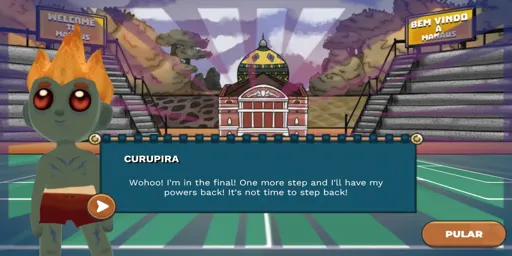 WELCOME
TO
MANAUS
BEM VINDO
A
MANAUS
CURUPIRA
Wohoo! I'm in the final! One more step and I'll have my
powers back! It's not time to step back!
PULAR